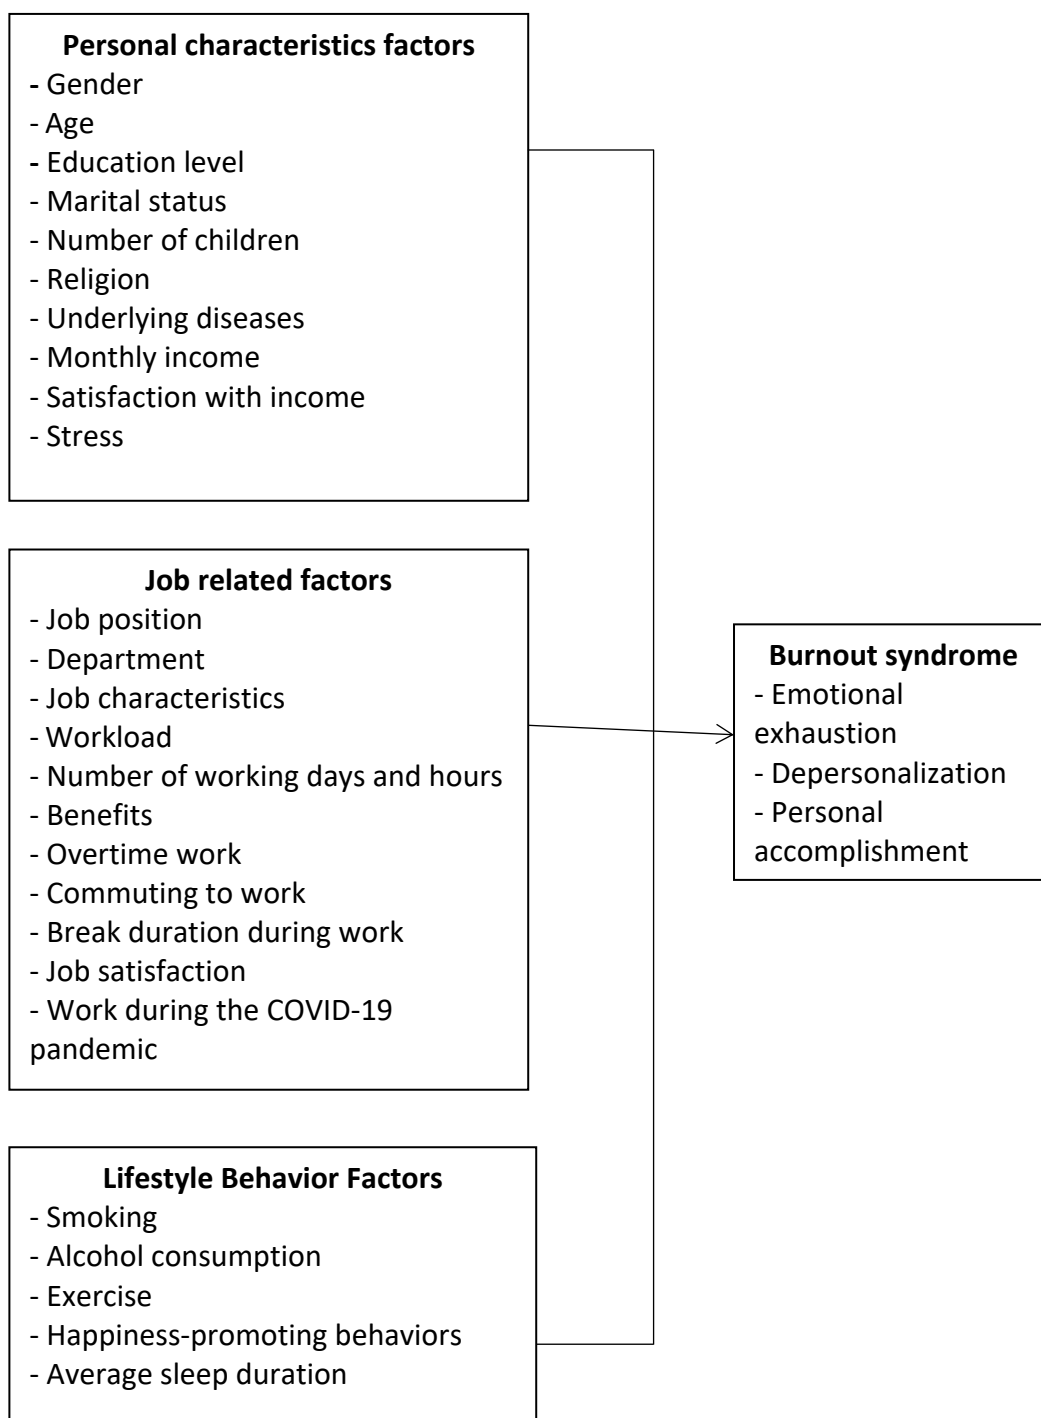 Personal characteristics factors
- Gender
- Age
- Education level
- Marital status
- Number of children
- Religion
- Underlying diseases
- Monthly income
- Satisfaction with income
- Stress
Job related factors
- Job position
- Department
- Job characteristics
- Workload
- Number of working days and hours
- Benefits
- Overtime work
- Commuting to work
- Break duration during work
- Job satisfaction
- Work during the COVID-19
pandemic
Burnout syndrome
- Emotional
exhaustion
- Depersonalization
- Personal
accomplishment
Lifestyle Behavior Factors
- Smoking
- Alcohol consumption
- Exercise
- Happiness-promoting behaviors
- Average sleep duration